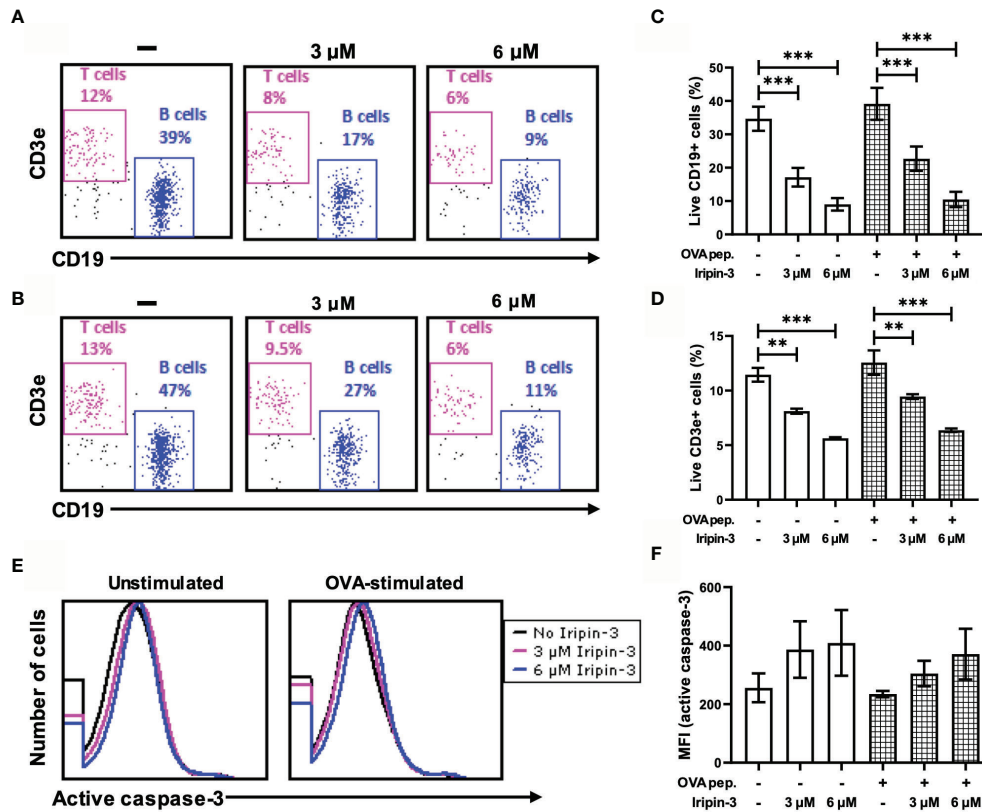 A
– 3 µM 6 µM
T cells
12%
B cells
39%
T cells
8%
B cells
17%
T cells
6%
B cells
9%
CD3e
CD19
B
– 3 µM 6 µM
T cells
13%
B cells
47%
T cells
9.5%
B cells
27%
T cells
6%
B cells
11%
CD3e
CD19
C
*** ***
*** ***
Live CD19+ cells (%)
50
40
30
20
10
0
OVA pep. - - - + + +
Iripin-3 - 3 µM 6 µM - 3 µM 6 µM
D
*** ***
** **
Live CD3e+ cells (%)
15
10
5
0
OVA pep. - - - + + +
Iripin-3 - 3 µM 6 µM - 3 µM 6 µM
E
Unstimulated OVA-stimulated
Number of cells
No Iripin-3
3 µM Iripin-3
6 µM Iripin-3
Active caspase-3
F
MFI (active caspase-3)
600
400
200
0
OVA pep. - - - + + +
Iripin-3 - 3 µM 6 µM - 3 µM 6 µM